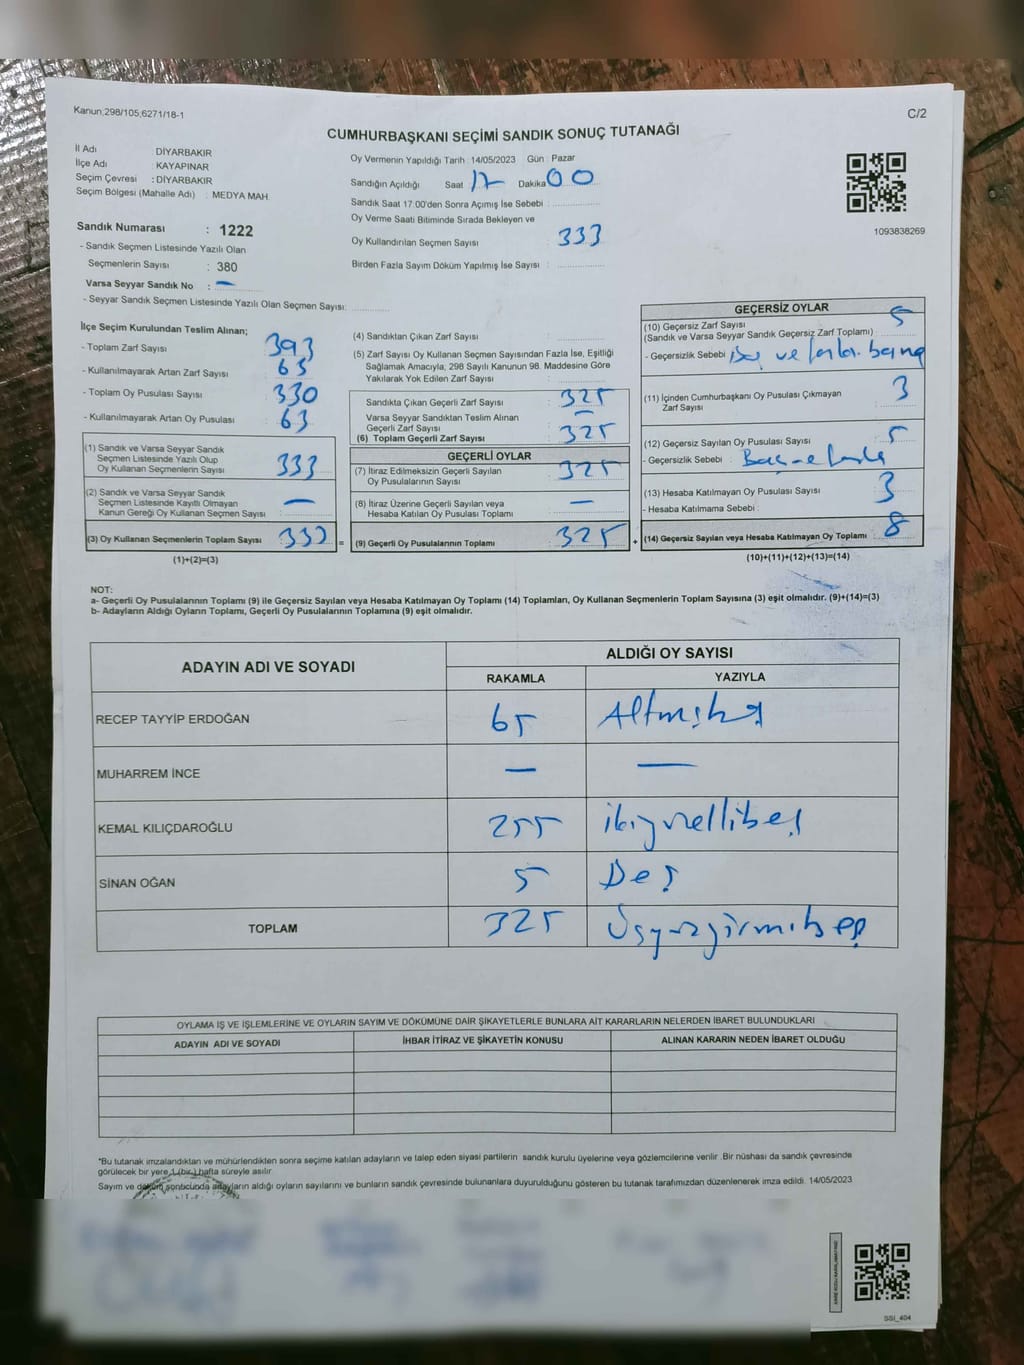 Kanun;298/105;6271/18-1
C/2
CUMHURBAŞKANI SEÇİMİ SANDIK SONUÇ TUTANAĞI
İl Adı DİYARBAKIR
İlçe Adı : KAYAPINAR
Seçim Çevresi : DİYARBAKIR
Seçim Bölgesi (Mahalle Adı) : MEDYA MAH.
Sandık Numarası : 1222
- Sandık Seçmen Listesinde Yazılı Olan
Seçmenlerin Sayısı : 380
Varsa Seyyar Sandık No : —
- Seyyar Sandık Seçmen Listesinde Yazılı Olan Seçmen Sayısı:
Oy Vermenin Yapıldığı Tarih :14/05/2023 Gün : Pazar
Sandığın Açıldığı Saat 17 Dakika 00
Sandık Saat 17:00'den Sonra Açımış İse Sebebi :
Oy Verme Saati Bitiminde Sırada Bekleyen ve
Oy Kullandırılan Seçmen Sayısı 333
Birden Fazla Sayım Döküm Yapılmış İse Sayısı :
1093838269
İlçe Seçim Kurulundan Teslim Alınan;
- Toplam Zarf Sayısı 393
- Kullanılmayarak Artan Zarf Sayısı : 65
- Toplam Oy Pusulası Sayısı : 330
- Kullanılmayarak Artan Oy Pusulası : 63
(1) Sandık ve Varsa Seyyar Sandık
Seçmen Listesinde Yazılı Olup
Oy Kullanan Seçmenlerin Sayısı 333
(2) Sandık ve Varsa Seyyar Sandık
Seçmen Listesinde Kayıtlı Olmayan
Kanun Gereği Oy Kullanan Seçmen Sayısı : —
(3) Oy Kullanan Seçmenlerin Toplam Sayısı 333 =
(1)+(2)=(3)
(4) Sandıktan Çıkan Zarf Sayısı :
(5) Zarf Sayısı Oy Kullanan Seçmen Sayısından Fazla İse, Eşitliği
Sağlamak Amacıyla; 298 Sayılı Kanunun 98. Maddesine Göre
Yakılarak Yok Edilen Zarf Sayısı :
Sandıkta Çıkan Geçerli Zarf Sayısı : 325
Varsa Seyyar Sandıktan Teslim Alınan
Geçerli Zarf Sayısı : —
(6) Toplam Geçerli Zarf Sayısı 325
GEÇERLİ OYLAR
(7) İtiraz Edilmeksizin Geçerli Sayılan
Oy Pusulalarının Sayısı : 325
(8) İtiraz Üzerine Geçerli Sayılan veya
Hesaba Katılan Oy Pusulası Toplamı : —
(9) Geçerli Oy Pusulalarının Toplamı : 325 +
GEÇERSİZ OYLAR
(10) Geçersiz Zarf Sayısı 5
(Sandık ve Varsa Seyyar Sandık Geçersiz Zarf Toplamı) :
- Geçersizlik Sebebi : ve
(11) İçinden Cumhurbaşkanı Oy Pusulası Çıkmayan
Zarf Sayısı : 3
(12) Geçersiz Sayılan Oy Pusulası Sayısı : 5
- Geçersizlik Sebebi :
(13) Hesaba Katılmayan Oy Pusulası Sayısı : 3
- Hesaba Katılmama Sebebi :
(14) Geçersiz Sayılan veya Hesaba Katılmayan Oy Toplamı : 8
(10)+(11)+(12)+(13)=(14)
NOT:
a- Geçerli Oy Pusulalarının Toplamı (9) ile Geçersiz Sayılan veya Hesaba Katılmayan Oy Toplamı (14) Toplamları, Oy Kullanan Seçmenlerin Toplam Sayısına (3) eşit olmalıdır. (9)+(14)=(3)
b- Adayların Aldığı Oyların Toplamı, Geçerli Oy Pusulalarının Toplamına (9) eşit olmalıdır.
ADAYIN ADI VE SOYADI ALDIĞI OY SAYISI
RAKAMLA YAZIYLA
RECEP TAYYİP ERDOĞAN 65 Altmışbeş
MUHARREM İNCE — —
KEMAL KILIÇDAROĞLU 255 ikiyüzellibeş
SİNAN OĞAN 5 Beş
TOPLAM 325 Üçyüzyirmibeş
OYLAMA İŞ VE İŞLEMLERİNE VE OYLARIN SAYIM VE DÖKÜMÜNE DAİR ŞİKAYETLERLE BUNLARA AİT KARARLARIN NELERDEN İBARET BULUNDUKLARI
ADAYIN ADI VE SOYADI İHBAR İTİRAZ VE ŞİKAYETİN KONUSU ALINAN KARARIN NEDEN İBARET OLDUĞU
*Bu tutanak imzalandıktan ve mühürlendikten sonra seçime katılan adayların ve talep eden siyasi partilerin sandık kurulu üyelerine veya gözlemcilerine verilir .Bir nüshası da sandık çevresinde
görülecek bir yere 1 (bir ) hafta süreyle asılır.
Sayım ve döküm sonucunda adayların aldığı oyların sayılarını ve bunların sandık çevresinde bulunanlara duyurulduğunu gösteren bu tutanak tarafımızdan düzenlenerek imza edildi. 14/05/2023
SSI_404